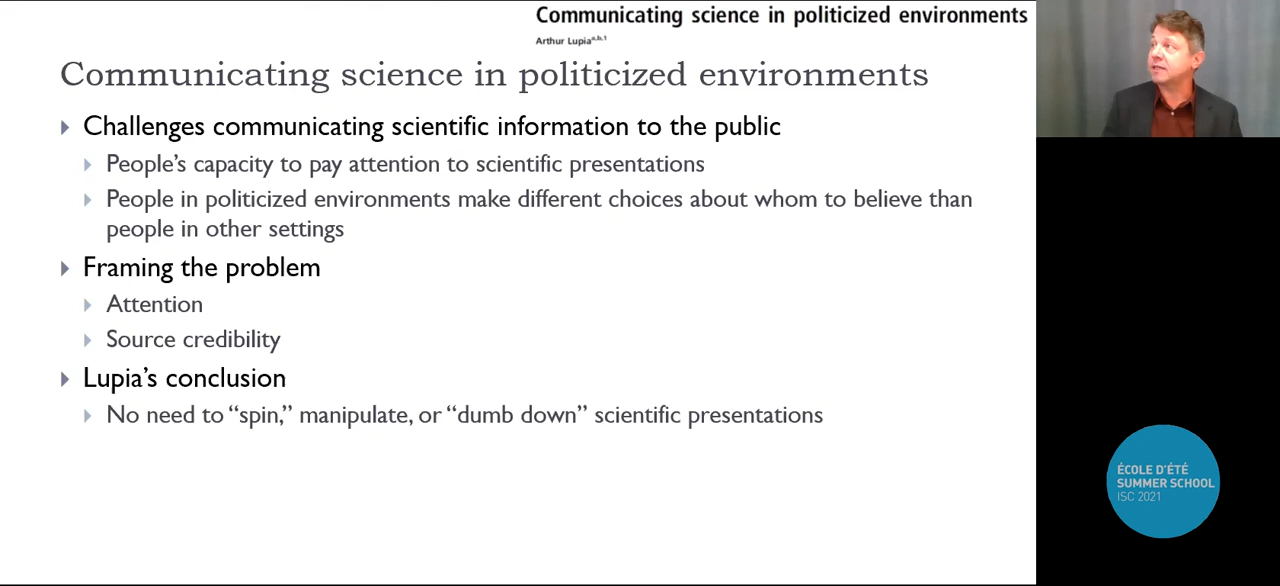 Communicating science in politicized environments
Arthur Lupiaa,b,1
Communicating science in politicized environments
Challenges communicating scientific information to the public
People's capacity to pay attention to scientific presentations
People in politicized environments make different choices about whom to believe than
people in other settings
Framing the problem
Attention
Source credibility
Lupia's conclusion
No need to “spin,” manipulate, or “dumb down” scientific presentations
ÉCOLE D'ÉTÉ
SUMMER SCHOOL
ISC 2021